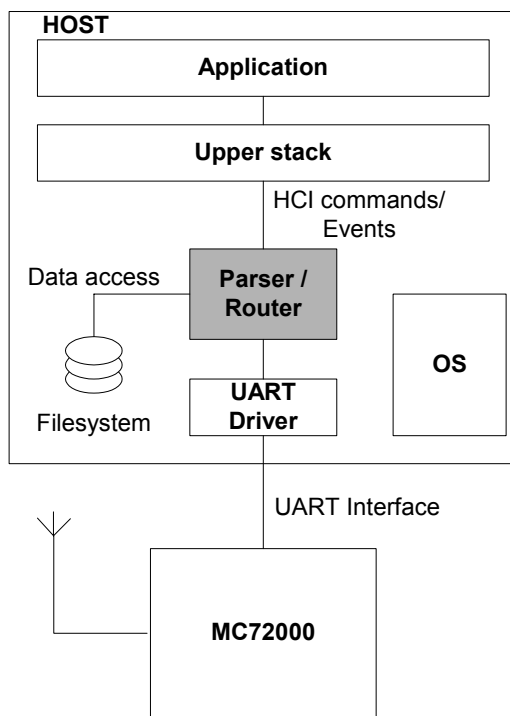 HOST
Application
Upper stack
HCI commands/
Events
Data access
Parser /
Router
OS
UART
Driver
Filesystem
UART Interface
MC72000